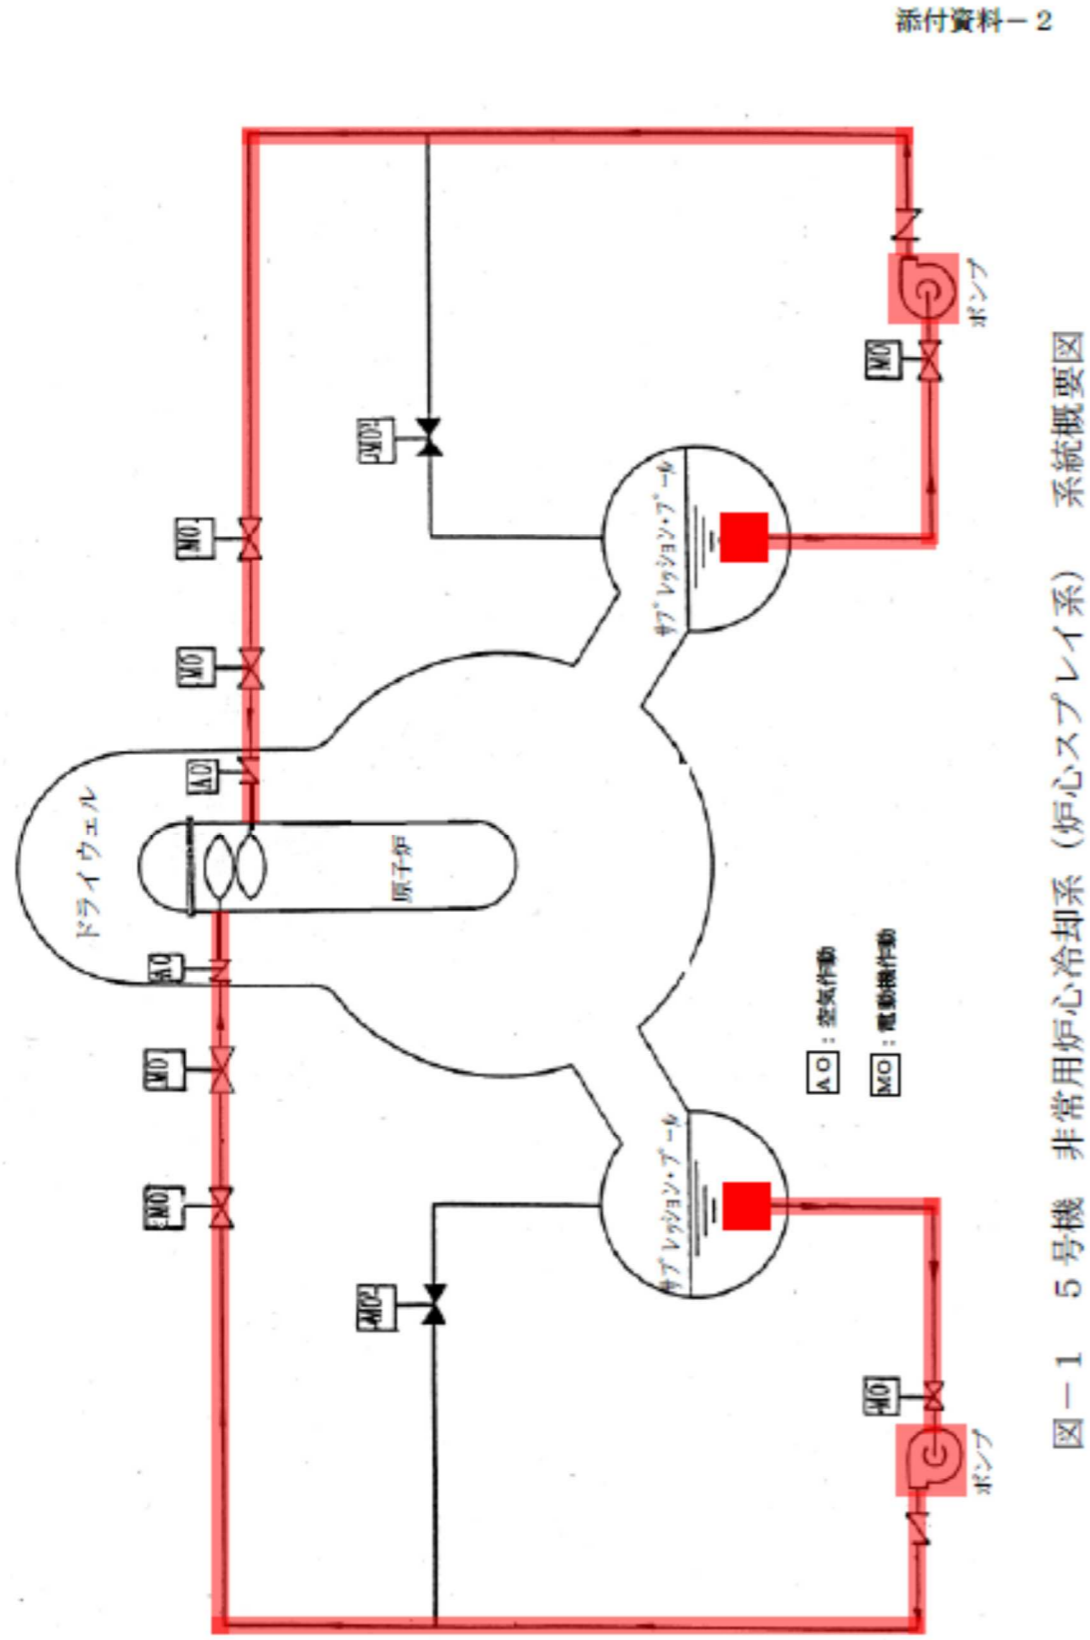 添付資料－2
ポンプ
MO
MO
サプレッション・プール
MO
MO
AO
ドライウェル
原子炉
AO
MO
MO
AO：空気作動
MO：電動機作動
サプレッション・プール
MO
MO
ポンプ
図－1　5号機　非常用炉心冷却系（炉心スプレイ系）　系統概要図